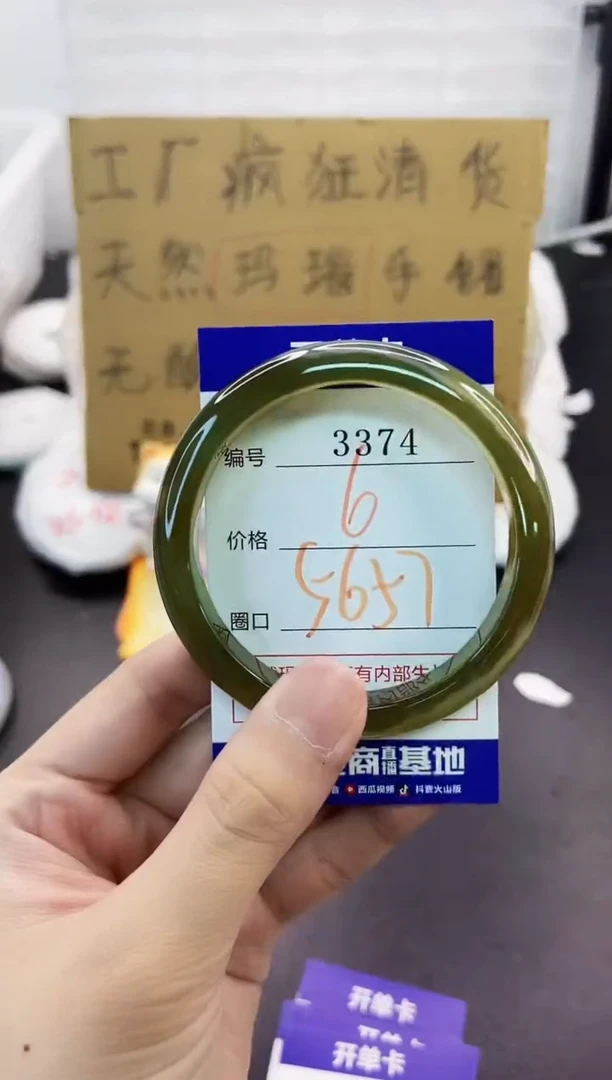 工厂疯狂清货
天然玛瑙手镯
无酸
编号 3374
价格 6
圈口 5657
有内部生
商直播基地
西瓜视频 抖音火山版
开单卡
开单卡